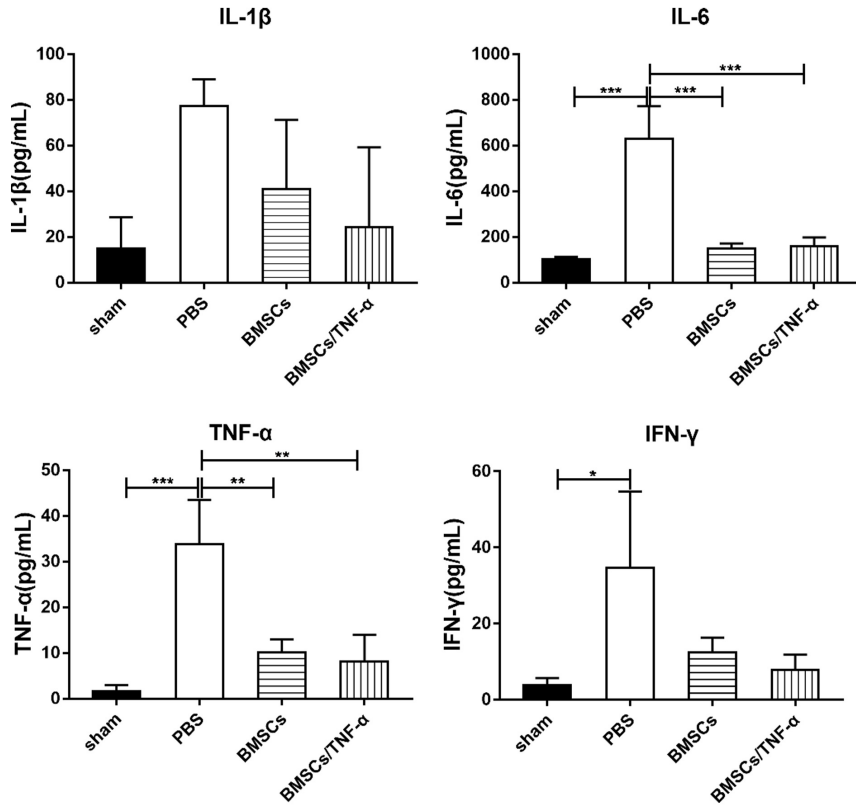 IL-1β
IL-1β(pg/mL)
100
80
60
40
20
0
sham
PBS
BMSCs
BMSCs/TNF-α
IL-6
IL-6(pg/mL)
1000
800
600
400
200
0
***
***
***
sham
PBS
BMSCs
BMSCs/TNF-α
TNF-α
TNF-α(pg/mL)
50
40
30
20
10
0
**
***
**
sham
PBS
BMSCs
BMSCs/TNF-α
IFN-γ
IFN-γ(pg/mL)
60
40
20
0
*
sham
PBS
BMSCs
BMSCs/TNF-α